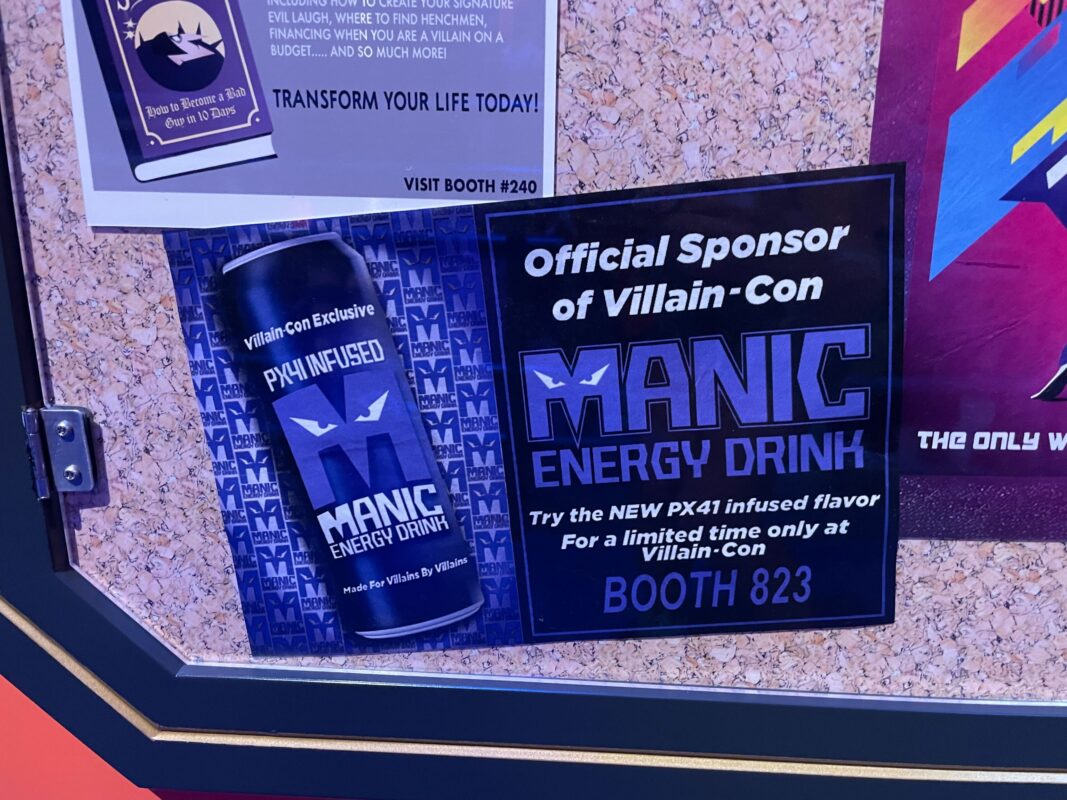 INCLUDING HOW TO CREATE YOUR SIGNATURE
EVIL LAUGH, WHERE TO FIND HENCHMEN,
FINANCING WHEN YOU ARE A VILLAIN ON A
BUDGET..... AND SO MUCH MORE!
How to Become a Bad
Guy in 10 Days
TRANSFORM YOUR LIFE TODAY!
VISIT BOOTH #240
Villain-Con Exclusive
PX41 INFUSED
M
MANIC
ENERGY DRINK
Made For Villains By Villains
Official Sponsor
of Villain-Con
MANIC
ENERGY DRINK
Try the NEW PX41 infused flavor
For a limited time only at
Villain-Con
BOOTH 823
THE ONLY W